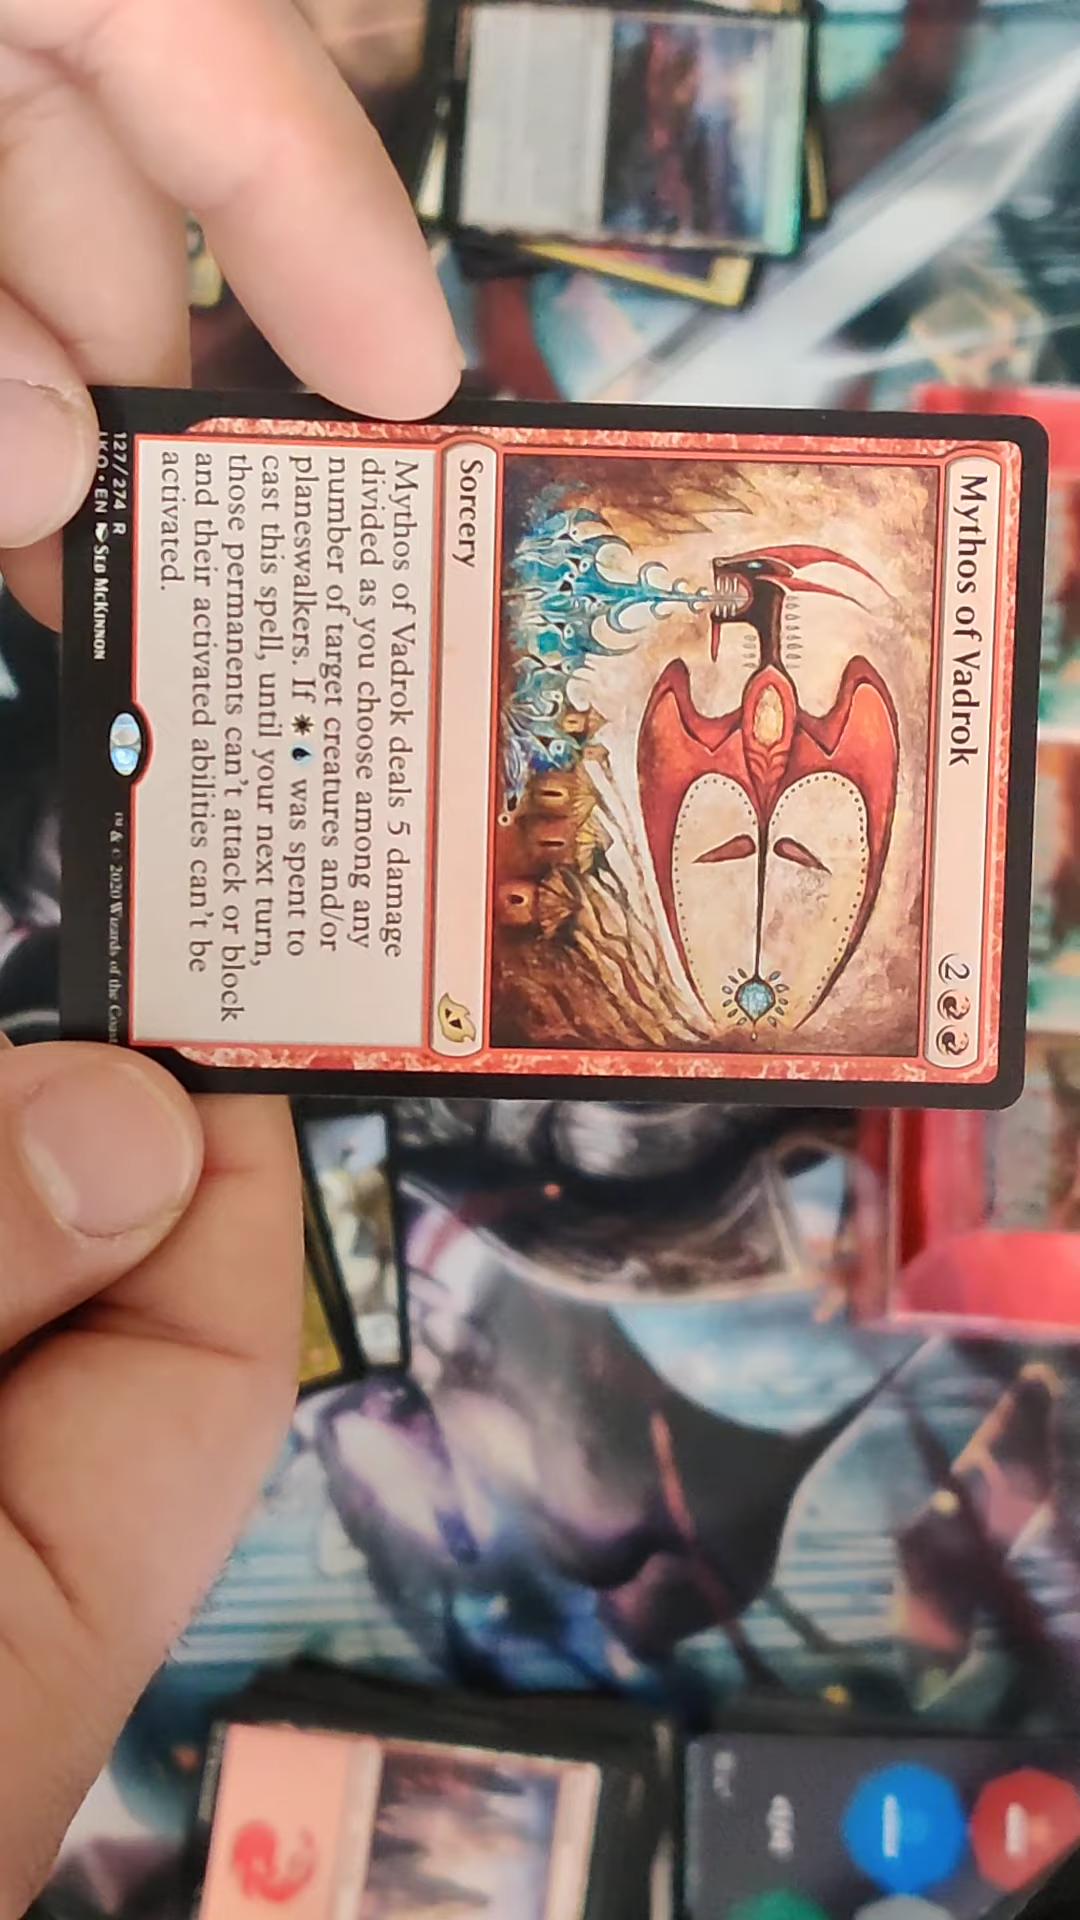 Mythos of Vadrok 2
Sorcery
Mythos of Vadrok deals 5 damage
divided as you choose among any
number of target creatures and/or
planeswalkers. If was spent to
cast this spell, until your next turn,
those permanents can't attack or block
and their activated abilities can't be
activated.
127/274 R
IKO • EN Seb McKinnon
™ & © 2020 Wizards of the Coast